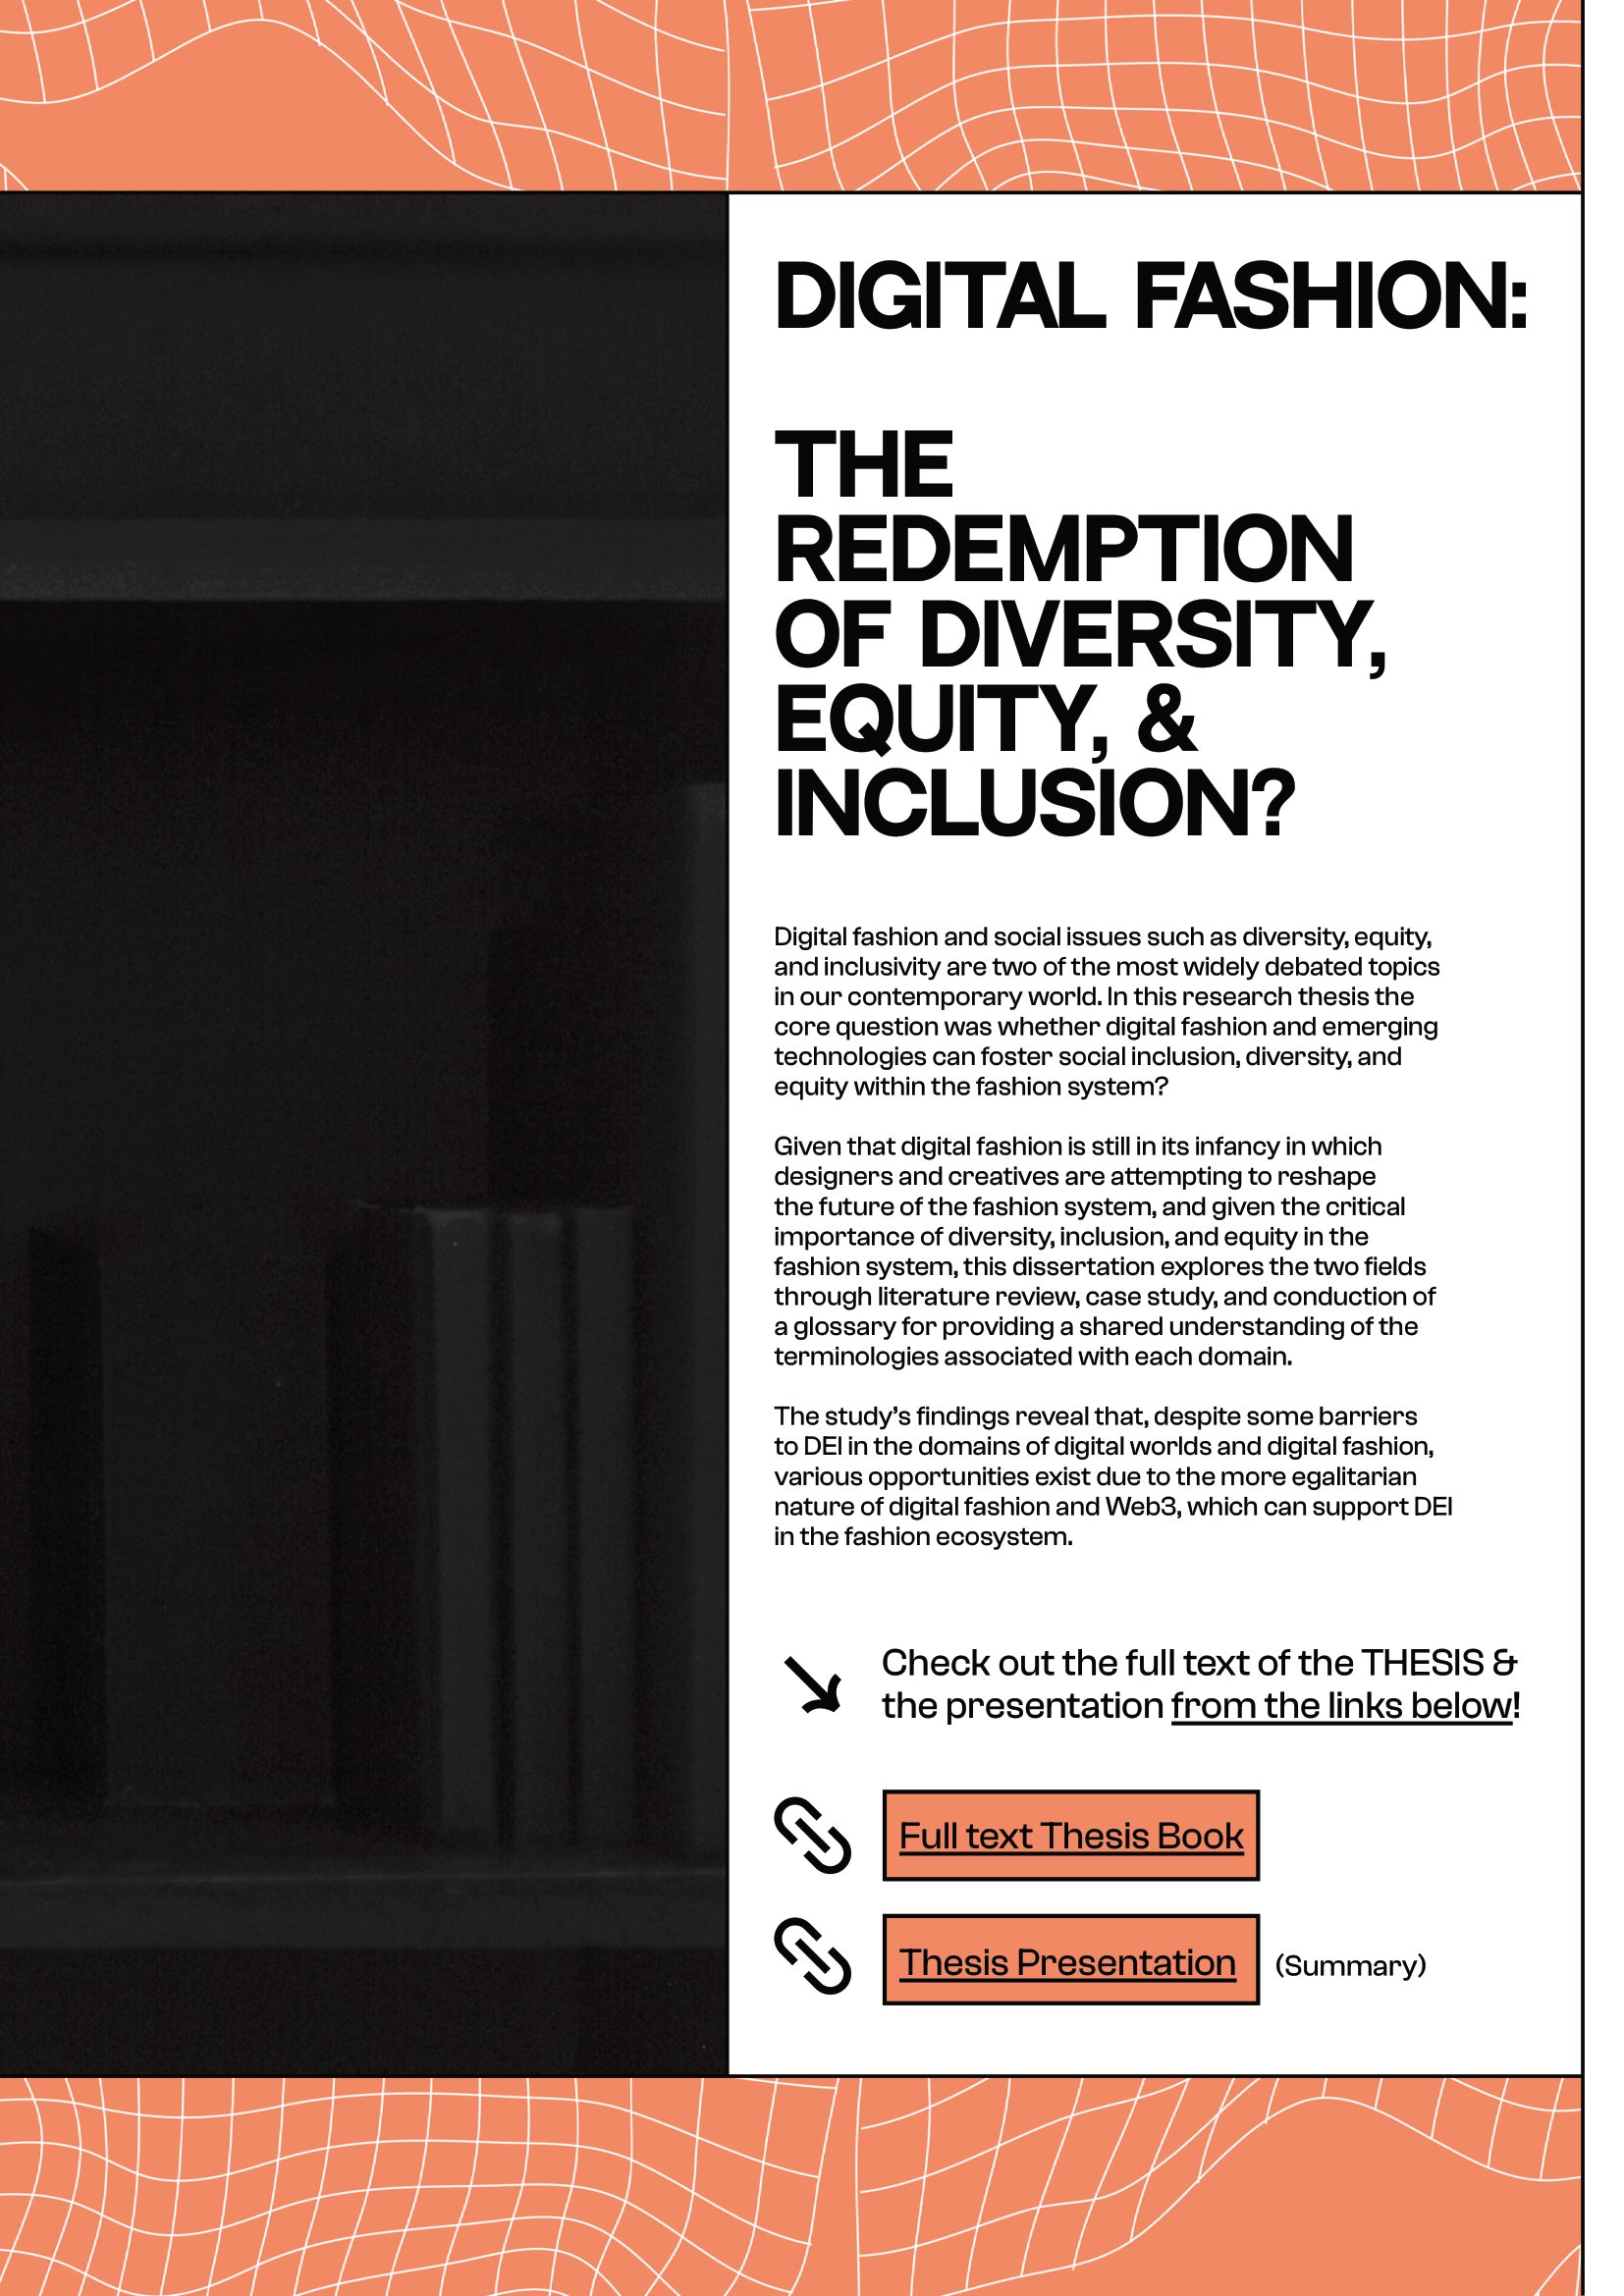 DIGITAL FASHION:
THE
REDEMPTION
OF DIVERSITY,
EQUITY, &
INCLUSION?
Digital fashion and social issues such as diversity, equity,
and inclusivity are two of the most widely debated topics
in our contemporary world. In this research thesis the
core question was whether digital fashion and emerging
technologies can foster social inclusion, diversity, and
equity within the fashion system?
Given that digital fashion is still in its infancy in which
designers and creatives are attempting to reshape
the future of the fashion system, and given the critical
importance of diversity, inclusion, and equity in the
fashion system, this dissertation explores the two fields
through literature review, case study, and conduction of
a glossary for providing a shared understanding of the
terminologies associated with each domain.
The study’s findings reveal that, despite some barriers
to DEI in the domains of digital worlds and digital fashion,
various opportunities exist due to the more egalitarian
nature of digital fashion and Web3, which can support DEI
in the fashion ecosystem.
Check out the full text of the THESIS &
the presentation from the links below!
Full text Thesis Book
Thesis Presentation (Summary)